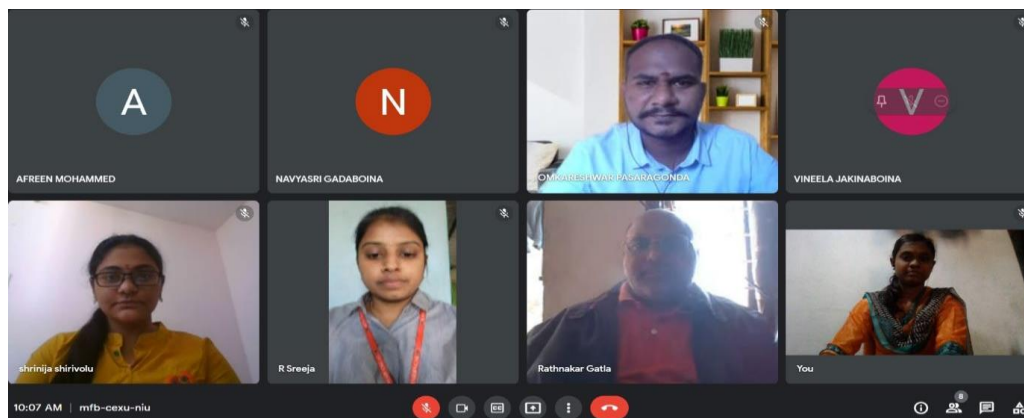 A
N
V
AFREEN MOHAMMED
NAVYASRI GADABOINA
OMKARESHWAR PASARAGONDA
VINEELA JAKINABOINA
shrinija shirivolu
R Sreeja
Rathnakar Gatla
You
10:07 AM | mfb-cexu-niu
8